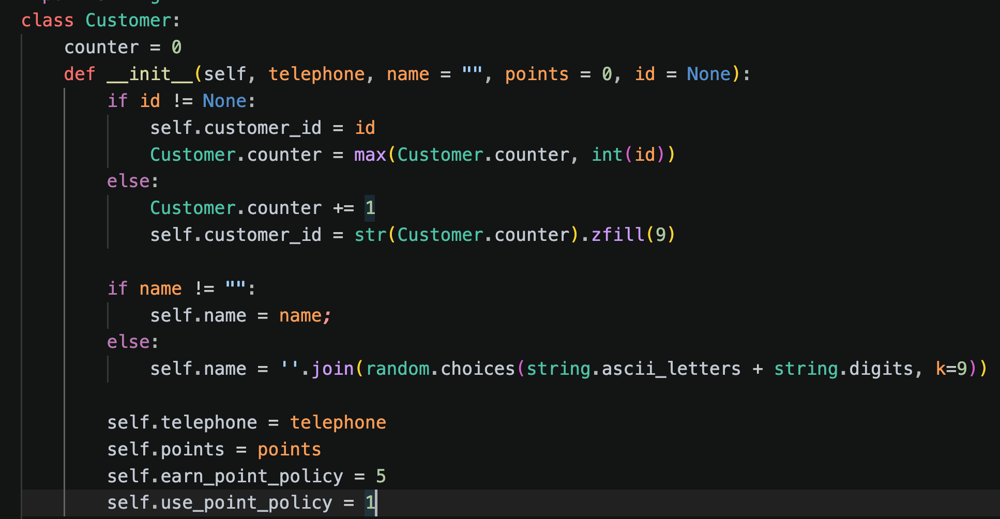 class Customer:
    counter = 0
    def __init__(self, telephone, name = "", points = 0, id = None):
        if id != None:
            self.customer_id = id
            Customer.counter = max(Customer.counter, int(id))
        else:
            Customer.counter += 1
            self.customer_id = str(Customer.counter).zfill(9)

        if name != "":
            self.name = name;
        else:
            self.name = ''.join(random.choices(string.ascii_letters + string.digits, k=9))

        self.telephone = telephone
        self.points = points
        self.earn_point_policy = 5
        self.use_point_policy = 1